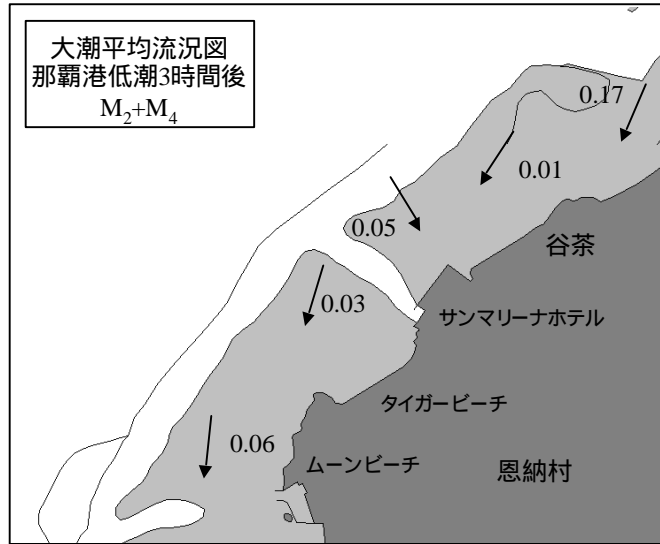 大潮平均流況図
那覇港低潮3時間後
M2+M4
0.17
0.01
0.05
谷茶
0.03
サンマリーナホテル
タイガービーチ
0.06
ムーンビーチ
恩納村